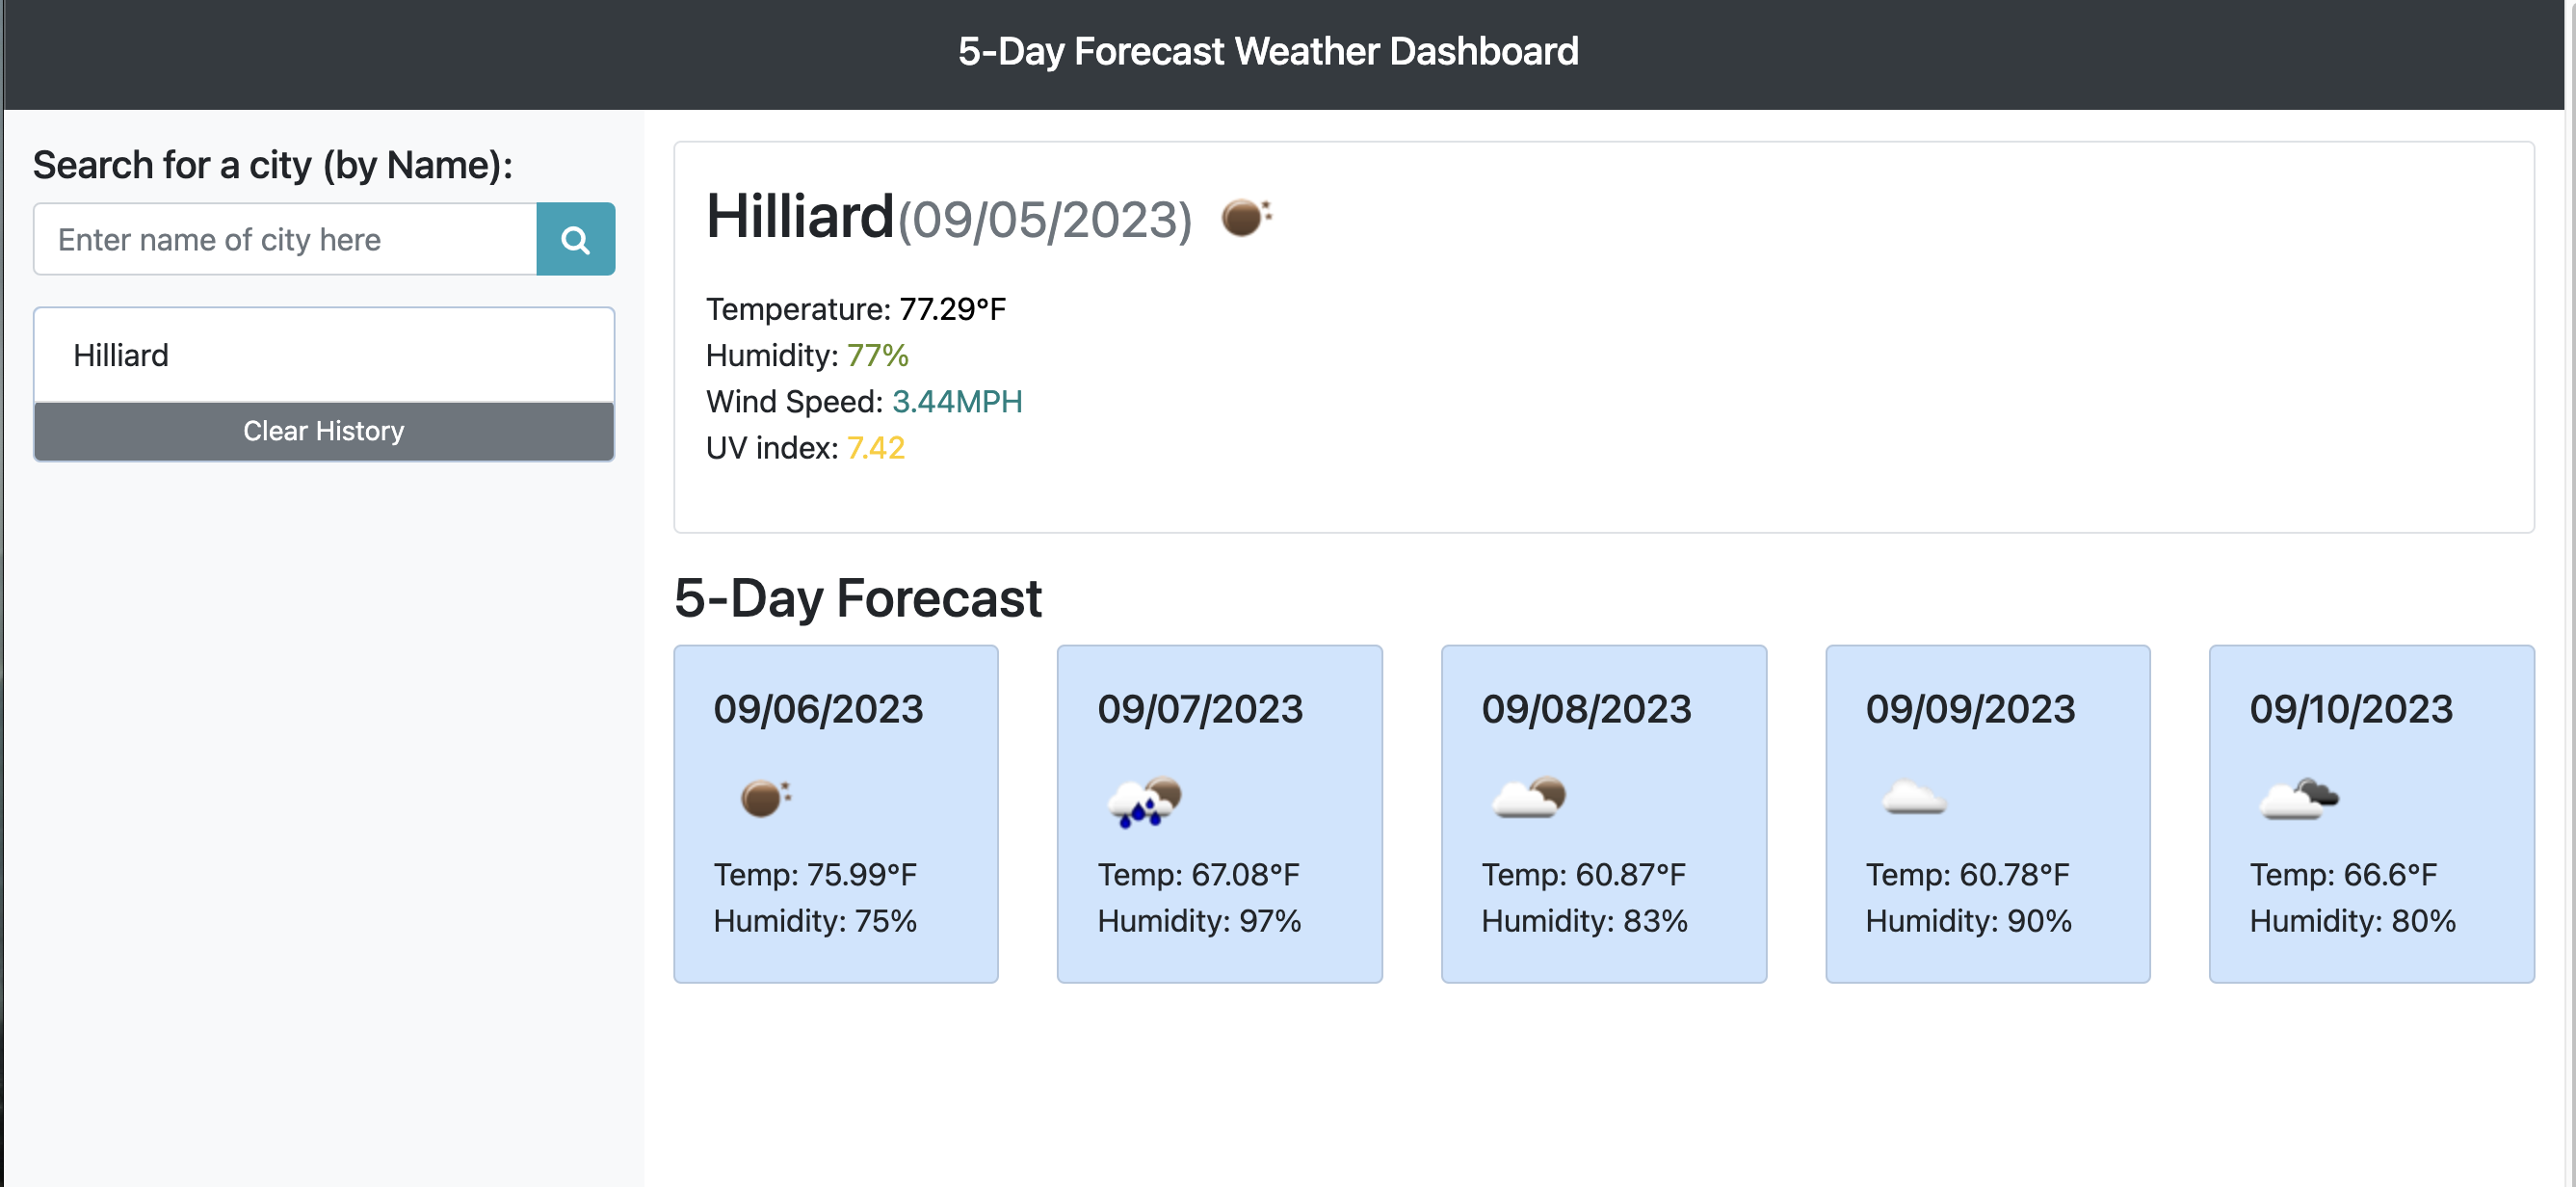 5-Day Forecast Weather Dashboard
Search for a city (by Name):
Enter name of city here
Hilliard
Clear History
Hilliard(09/05/2023)
Temperature: 77.29°F
Humidity: 77%
Wind Speed: 3.44MPH
UV index: 7.42
5-Day Forecast
09/06/2023
Temp: 75.99°F
Humidity: 75%
09/07/2023
Temp: 67.08°F
Humidity: 97%
09/08/2023
Temp: 60.87°F
Humidity: 83%
09/09/2023
Temp: 60.78°F
Humidity: 90%
09/10/2023
Temp: 66.6°F
Humidity: 80%